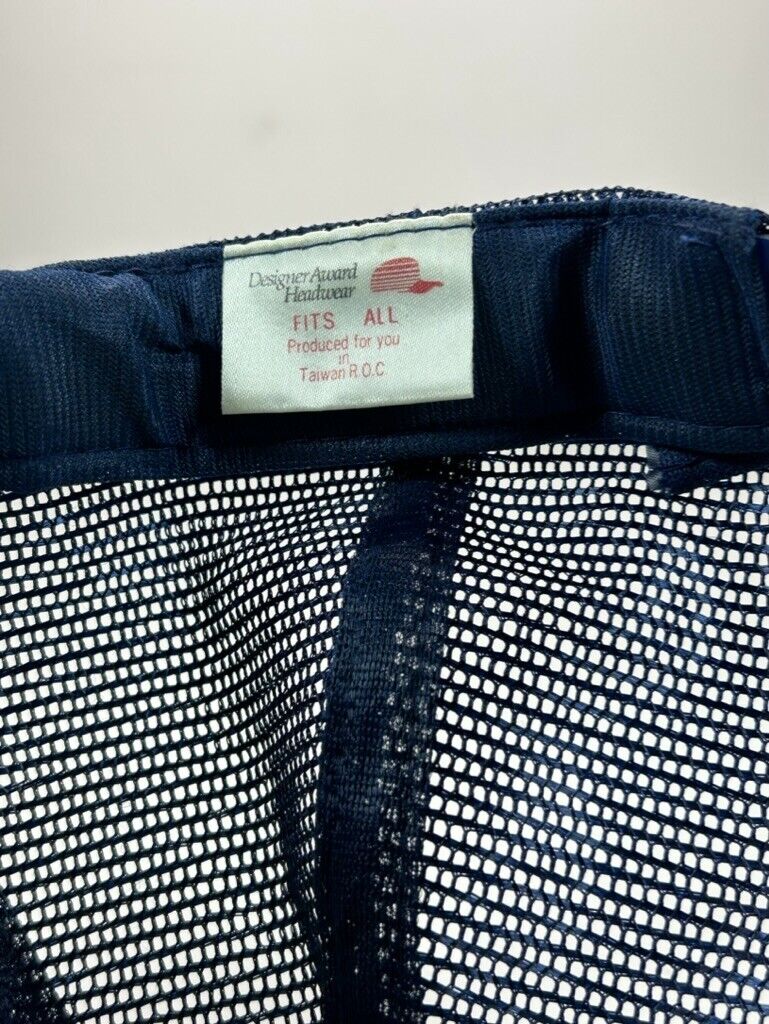 Designer Award
Headwear
FITS ALL
Produced for you
in
Taiwan R.O.C